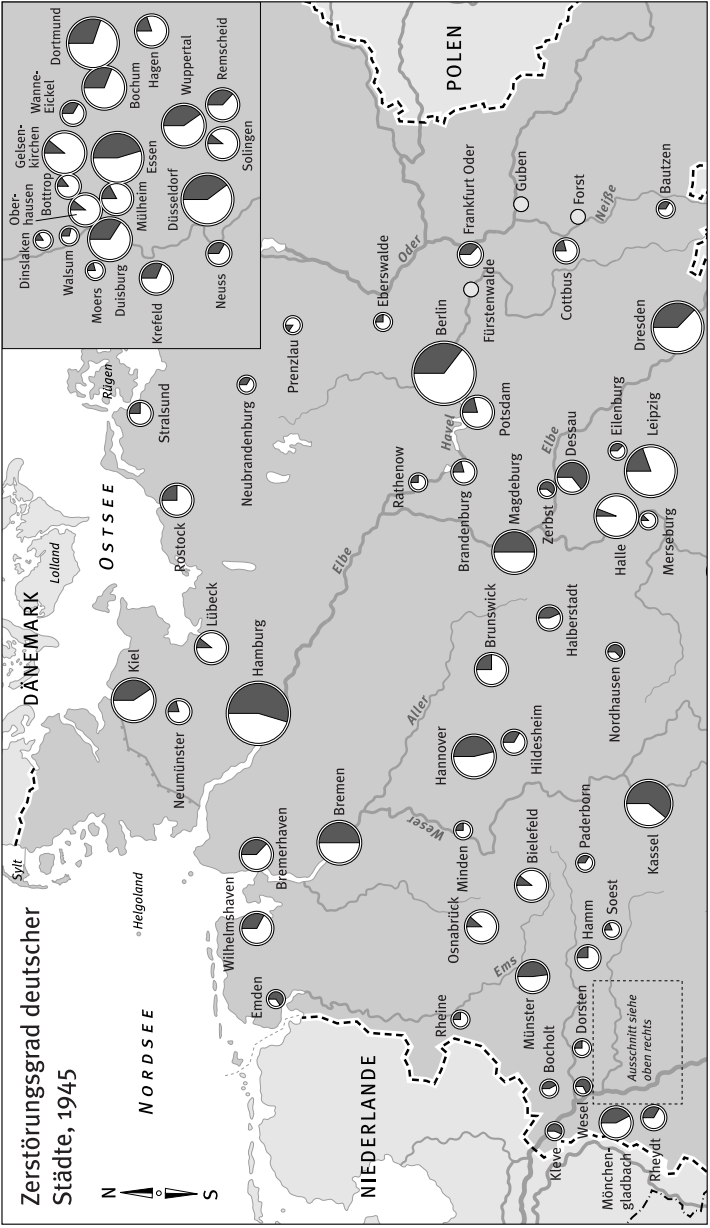 Zerstörungsgrad deutscher
Städte, 1945
N
S
NORDSEE
Helgoland
Sylt
DÄNEMARK
Lolland
OSTSEE
Rügen
NIEDERLANDE
POLEN
Kiel
Neumünster
Lübeck
Hamburg
Rostock
Stralsund
Neubrandenburg
Prenzlau
Eberswalde
Emden
Wilhelmshaven
Bremerhaven
Bremen
Elbe
Oder
Rathenow
Havel
Berlin
Brandenburg
Potsdam
Fürstenwalde
Frankfurt Oder
Guben
Forst
Neiße
Cottbus
Bautzen
Rheine
Osnabrück
Minden
Weser
Aller
Hannover
Hildesheim
Brunswick
Magdeburg
Halberstadt
Zerbst
Elbe
Dessau
Ems
Münster
Bielefeld
Paderborn
Bocholt
Dorsten
Hamm
Soest
Kleve
Wesel
Mönchen-
gladbach
Rheydt
Ausschnitt siehe
oben rechts
Kassel
Nordhausen
Halle
Merseburg
Eilenburg
Leipzig
Dresden
Dortmund
Wanne-
Eickel
Bochum
Hagen
Gelsen-
kirchen
Essen
Wuppertal
Remscheid
Ober-
hausen
Bottrop
Mülheim
Solingen
Düsseldorf
Dinslaken
Walsum
Moers
Duisburg
Krefeld
Neuss